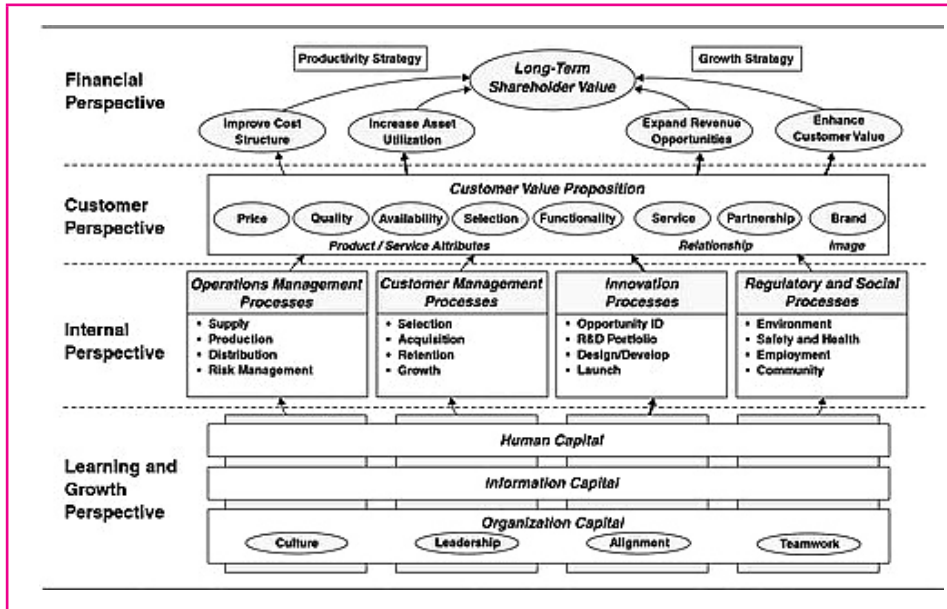 Financial
Perspective
Productivity Strategy
Long-Term
Shareholder Value
Growth Strategy
Improve Cost
Structure
Increase Asset
Utilization
Expand Revenue
Opportunities
Enhance
Customer Value
Customer
Perspective
Customer Value Proposition
Price
Quality
Availability
Selection
Functionality
Service
Partnership
Brand
Product / Service Attributes
Relationship
Image
Internal
Perspective
Operations Management
Processes
• Supply
• Production
• Distribution
• Risk Management
Customer Management
Processes
• Selection
• Acquisition
• Retention
• Growth
Innovation
Processes
• Opportunity ID
• R&D Portfolio
• Design/Develop
• Launch
Regulatory and Social
Processes
• Environment
• Safety and Health
• Employment
• Community
Learning and
Growth
Perspective
Human Capital
Information Capital
Organization Capital
Culture
Leadership
Alignment
Teamwork